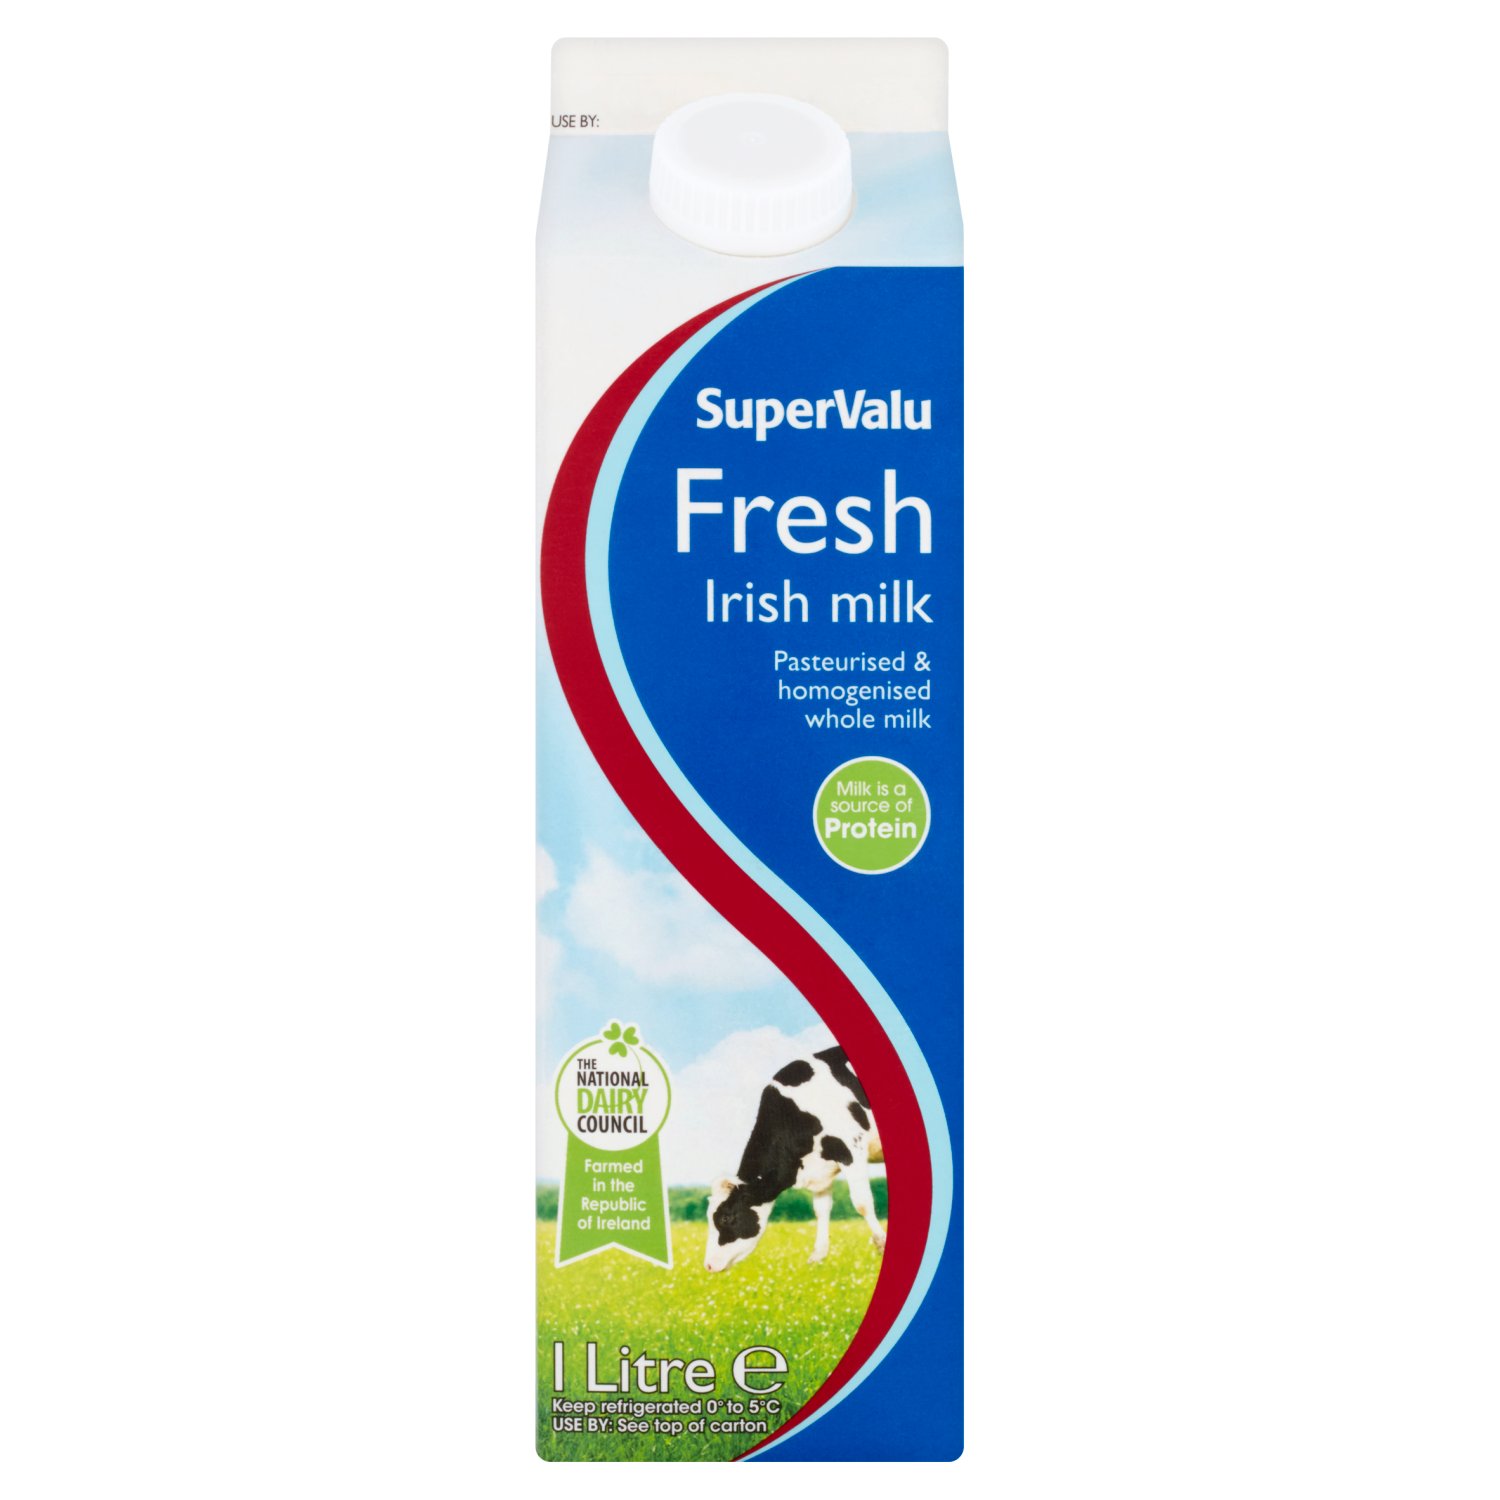 USE BY:
SuperValu
Fresh
Irish milk
Pasteurised &
homogenised
whole milk
Milk is a
source of
Protein
THE
NATIONAL
DAIRY
COUNCIL
Farmed
in the
Republic
of Ireland
1 Litre ℮
Keep refrigerated 0° to 5°C
USE BY: See top of carton